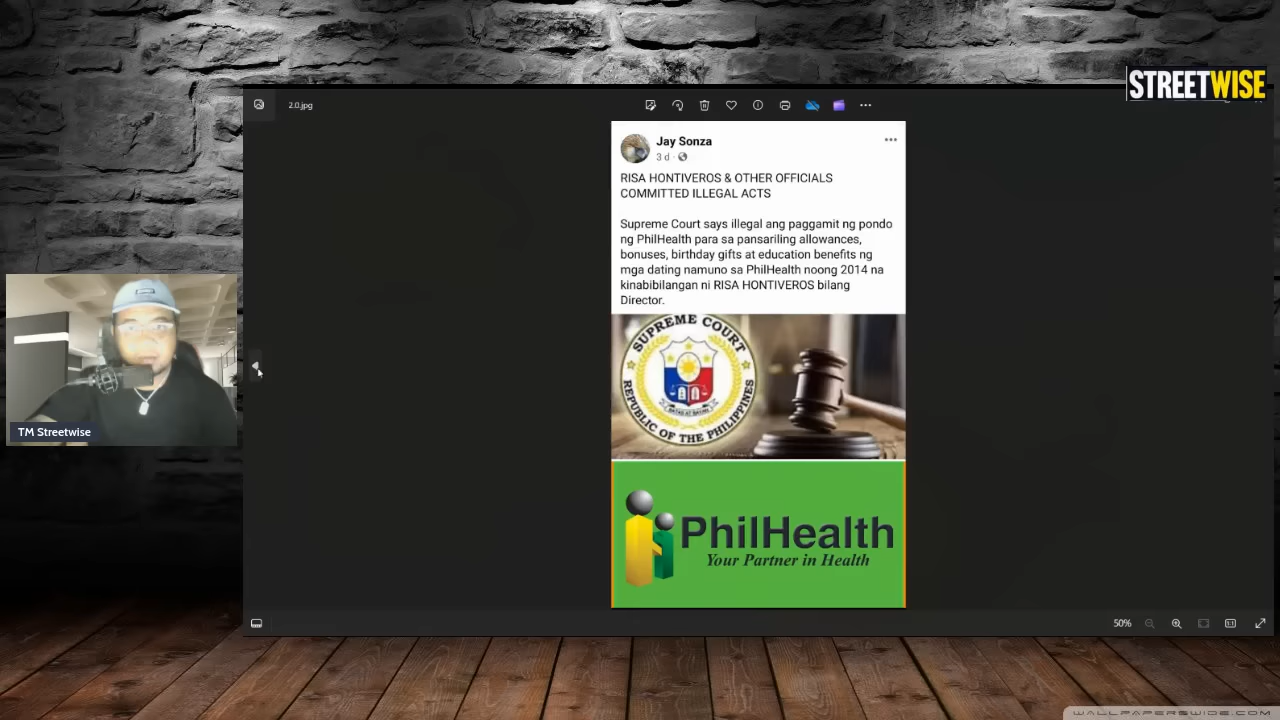 STREETWISE
2.0.jpg
Jay Sonza
3 d
RISA HONTIVEROS & OTHER OFFICIALS
COMMITTED ILLEGAL ACTS
Supreme Court says illegal ang paggamit ng pondo
ng PhilHealth para sa pansariling allowances,
bonuses, birthday gifts at education benefits ng
mga dating namuno sa PhilHealth noong 2014 na
kinabibilangan ni RISA HONTIVEROS bilang
Director.
SUPREME COURT
REPUBLIC OF THE PHILIPPINES
PhilHealth
Your Partner in Health
TM Streetwise
50%
WALLPAPERSWIDE.COM